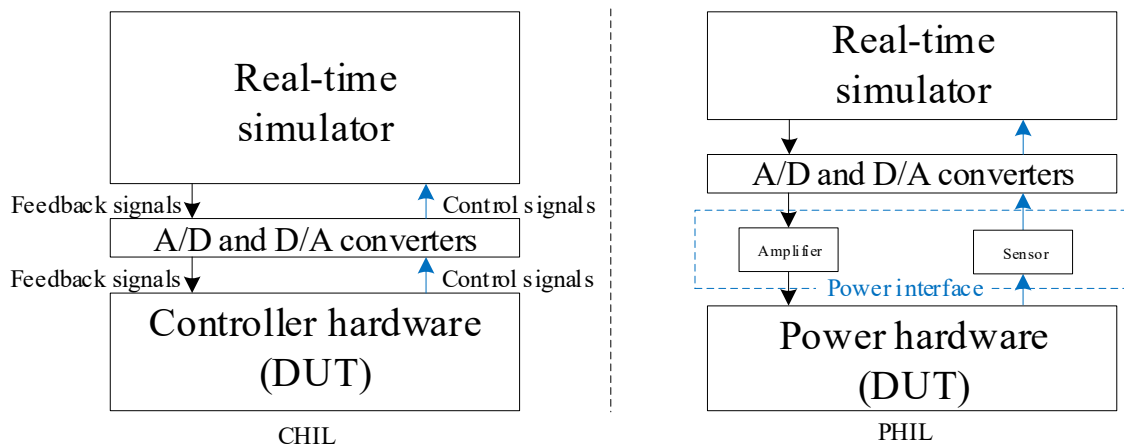 Real-time
simulator
Feedback signals
Control signals
A/D and D/A converters
Feedback signals
Control signals
Controller hardware
(DUT)
CHIL
Real-time
simulator
A/D and D/A converters
Amplifier
Sensor
Power interface
Power hardware
(DUT)
PHIL